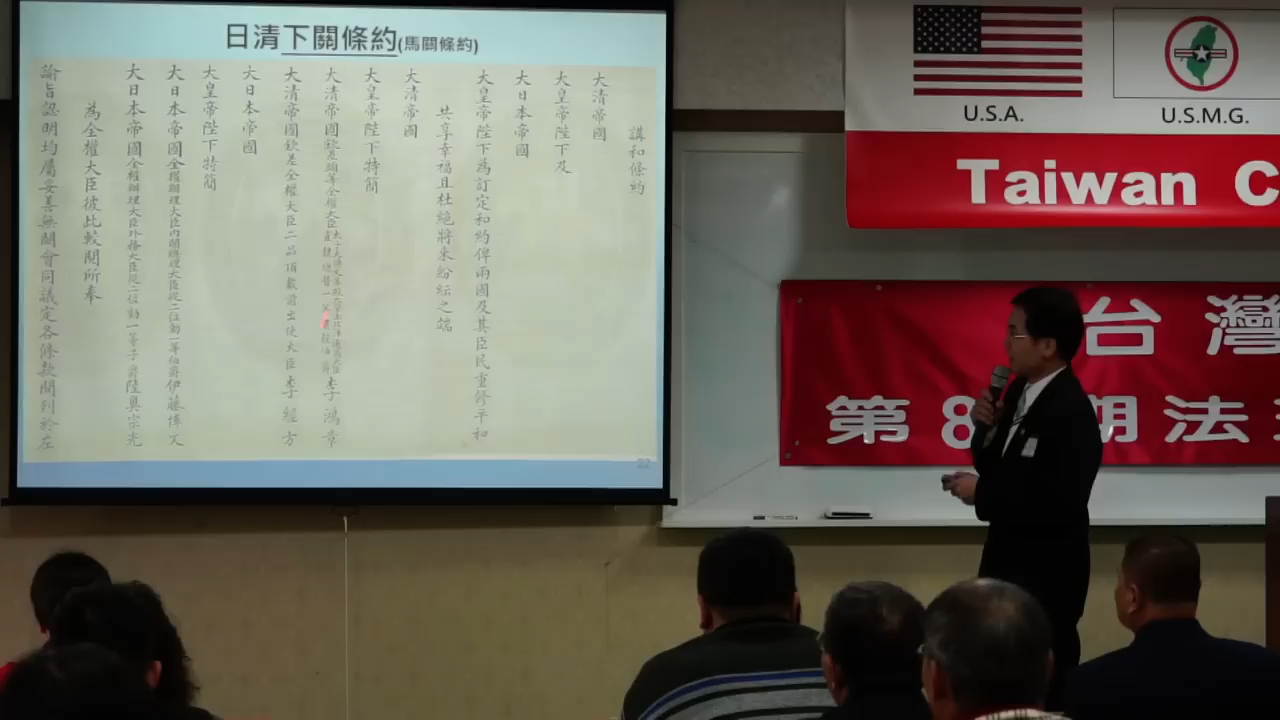 日清下關條約(馬關條約)
講和條約
大清帝國
大皇帝陛下及
大日本帝國
大皇帝陛下為訂定和約俾兩國及其臣民重修平和
共享幸福且杜絕將來紛紜之端
大清帝國
大皇帝陛下特簡
大清帝國欽差頭等全權大臣
李鴻章
大清帝國欽差全權大臣二品頂戴前出使大臣李經方
大日本帝國
大皇帝陛下特簡
大日本帝國全權辦理大臣內閣總理大臣從二位勳一等伯爵伊藤博文
大日本帝國全權辦理大臣外務大臣從二位勳一等子爵陸奧宗光
為全權大臣彼此較閱所奉
諭旨認明均屬妥善無闕會同議定各條款開列於左
22
U.S.A.
U.S.M.G.
Taiwan C
台灣
第8期法